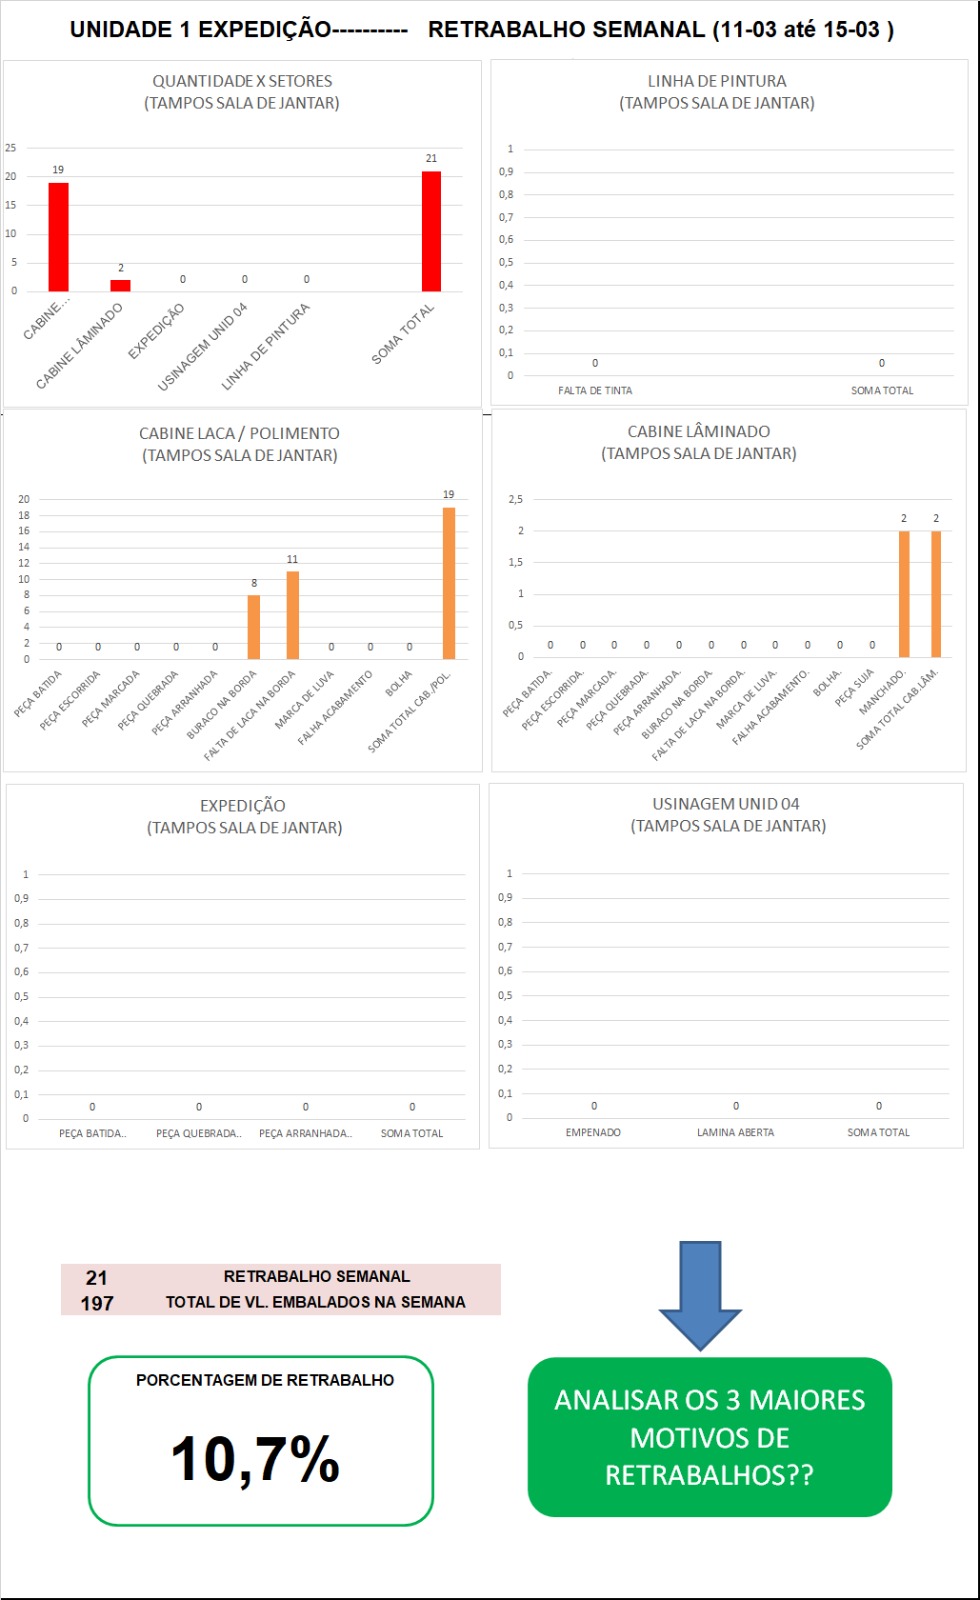 UNIDADE 1 EXPEDIÇÃO---------- RETRABALHO SEMANAL (11-03 até 15-03 )
QUANTIDADE X SETORES
(TAMPOS SALA DE JANTAR)
25
20
15
10
5
0
19
2
0
0
0
21
CABINE...
CABINE LÂMINADO
EXPEDIÇÃO
USINAGEM UNID 04
LINHA DE PINTURA
SOMA TOTAL
LINHA DE PINTURA
(TAMPOS SALA DE JANTAR)
1
0,9
0,8
0,7
0,6
0,5
0,4
0,3
0,2
0,1
0
0
0
FALTA DE TINTA
SOMA TOTAL
CABINE LACA / POLIMENTO
(TAMPOS SALA DE JANTAR)
20
18
16
14
12
10
8
6
4
2
0
0
0
0
0
0
8
11
0
0
0
19
PEÇA BATIDA
PEÇA ESCORRIDA
PEÇA MARCADA
PEÇA QUEBRADA
PEÇA ARRANHADA
BURACO NA BORDA
FALTA DE LACA NA BORDA
MARCA DE LUVA
FALHA ACABAMENTO
BOLHA
SOMA TOTAL CAB./POL.
CABINE LÂMINADO
(TAMPOS SALA DE JANTAR)
2,5
2
1,5
1
0,5
0
0
0
0
0
0
0
0
0
0
0
0
2
2
PEÇA BATIDA.
PEÇA ESCORRIDA.
PEÇA MARCADA.
PEÇA QUEBRADA.
PEÇA ARRANHADA.
BURACO NA BORDA.
FALTA DE LACA NA BORDA.
MARCA DE LUVA.
FALHA ACABAMENTO.
BOLHA.
PEÇA SUJA
MANCHADO.
SOMA TOTAL CAB.LÂM.
EXPEDIÇÃO
(TAMPOS SALA DE JANTAR)
1
0,9
0,8
0,7
0,6
0,5
0,4
0,3
0,2
0,1
0
0
0
0
0
PEÇA BATIDA..
PEÇA QUEBRADA..
PEÇA ARRANHADA..
SOMA TOTAL
USINAGEM UNID 04
(TAMPOS SALA DE JANTAR)
1
0,9
0,8
0,7
0,6
0,5
0,4
0,3
0,2
0,1
0
0
0
0
EMPENADO
LAMINA ABERTA
SOMA TOTAL
21 RETRABALHO SEMANAL
197 TOTAL DE VL. EMBALADOS NA SEMANA
PORCENTAGEM DE RETRABALHO
10,7%
ANALISAR OS 3 MAIORES
MOTIVOS DE
RETRABALHOS??